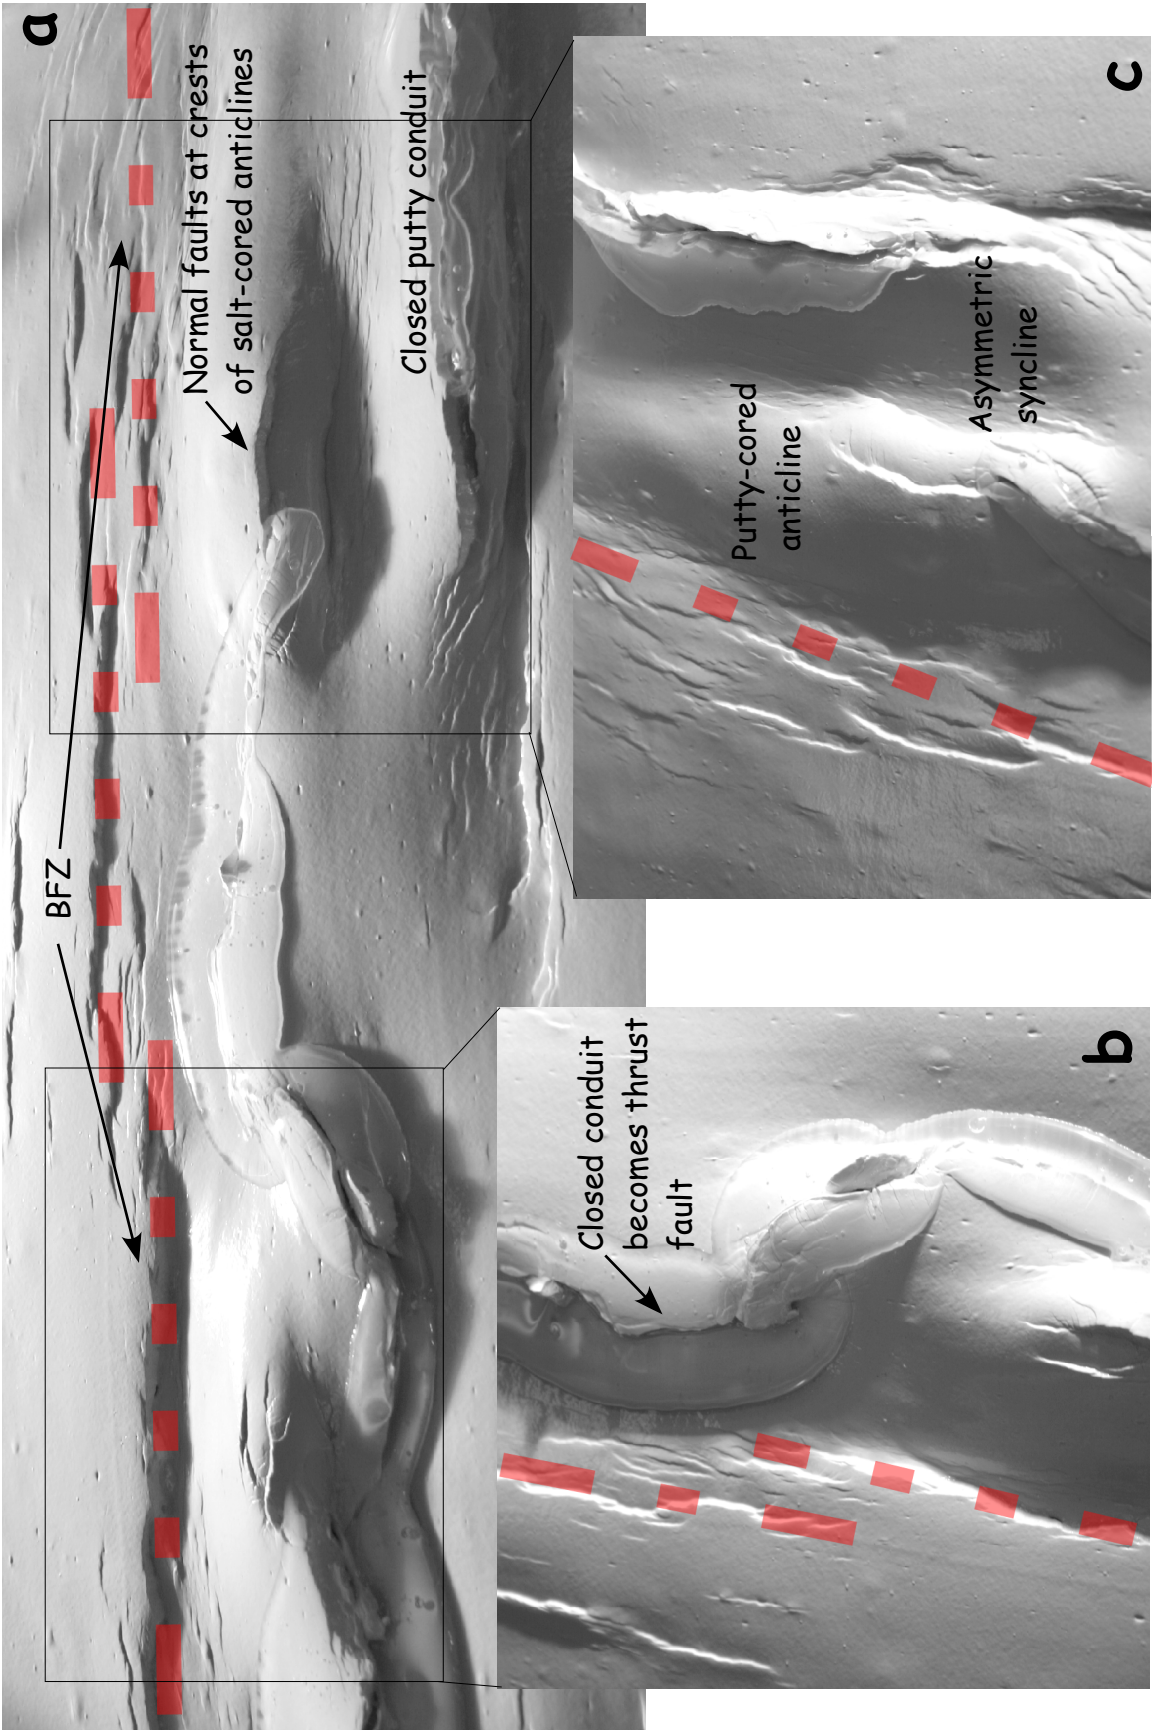 a
BFZ
Normal faults at crests
of salt-cored anticlines
Closed putty conduit
b
Closed conduit
becomes thrust
fault
c
Putty-cored
anticline
Asymmetric
syncline